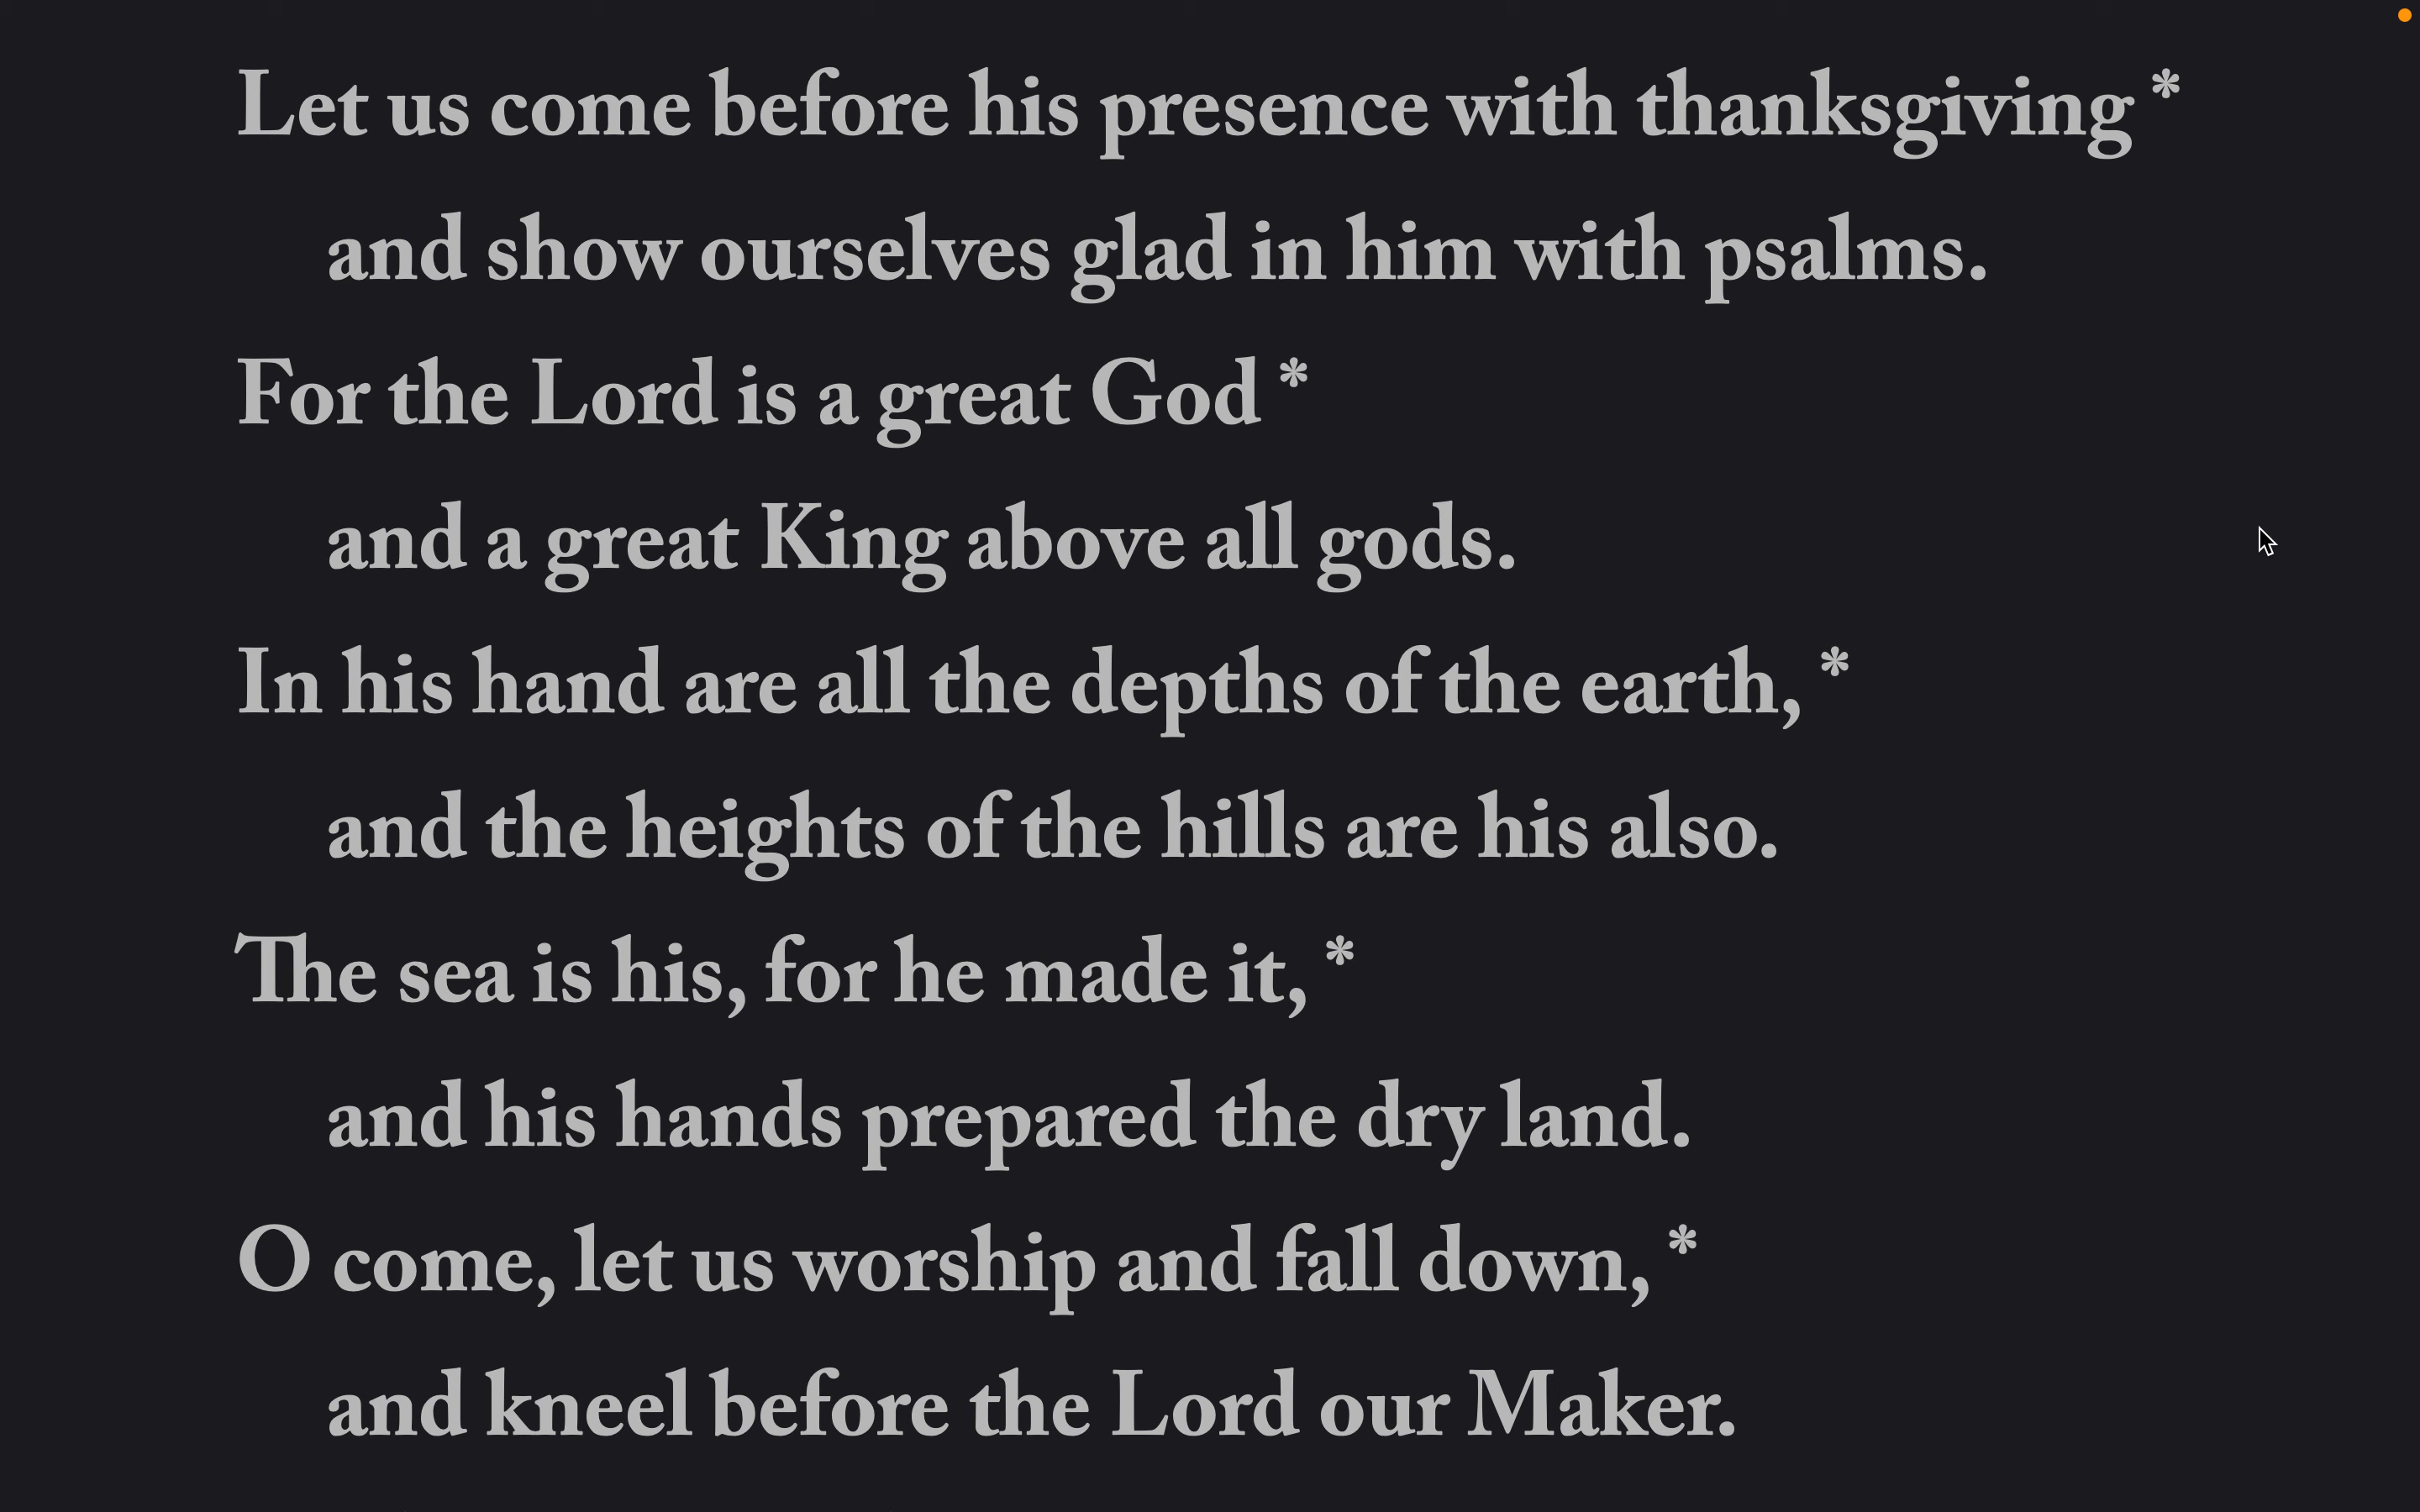 Let us come before his presence with thanksgiving *
and show ourselves glad in him with psalms.
For the Lord is a great God *
and a great King above all gods.
In his hand are all the depths of the earth, *
and the heights of the hills are his also.
The sea is his, for he made it, *
and his hands prepared the dry land.
O come, let us worship and fall down, *
and kneel before the Lord our Maker.